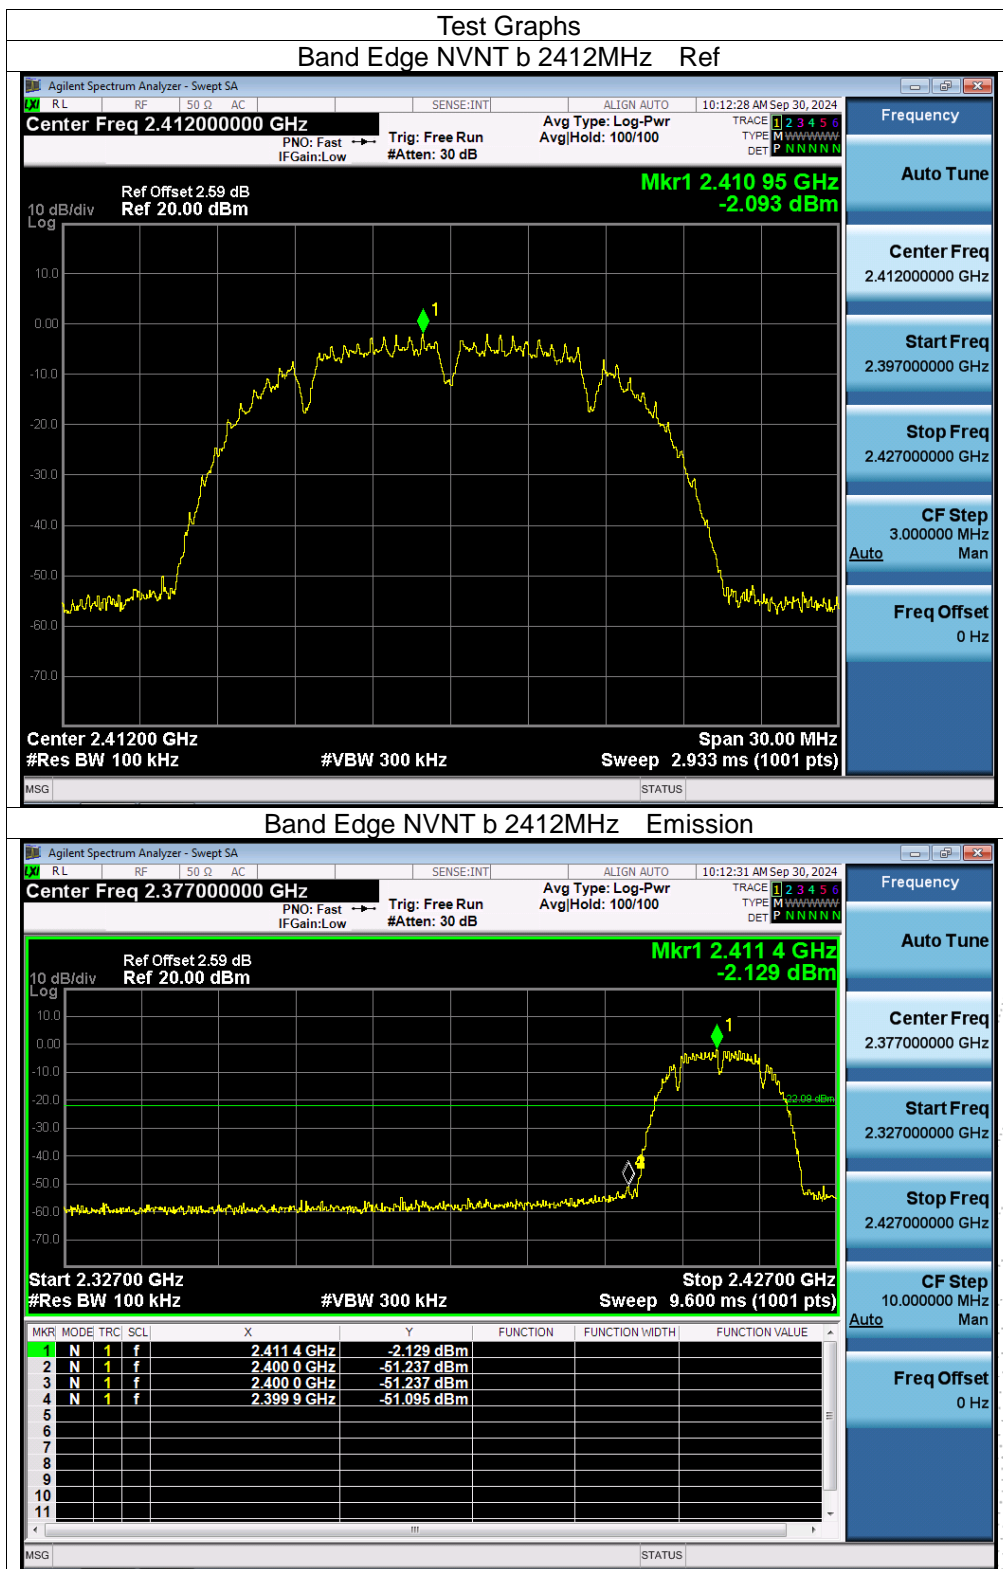 Test Graphs
Band Edge NVNT b 2412MHz Ref
Agilent Spectrum Analyzer - Swept SA
LXI RL RF 50 Ω AC SENSE:INT ALIGN AUTO 10:12:28 AM Sep 30, 2024
Center Freq 2.412000000 GHz
PNO: Fast
IFGain:Low
Trig: Free Run
#Atten: 30 dB
Avg Type: Log-Pwr
Avg|Hold: 100/100
TRACE 1 2 3 4 5 6
TYPE M WWWWW
DET P N N N N N
Mkr1 2.410 95 GHz
-2.093 dBm
Ref Offset 2.59 dB
10 dB/div Ref 20.00 dBm
Log
10.0
0.00
-10.0
-20.0
-30.0
-40.0
-50.0
-60.0
-70.0
1
Center 2.41200 GHz Span 30.00 MHz
#Res BW 100 kHz #VBW 300 kHz Sweep 2.933 ms (1001 pts)
MSG STATUS
Frequency
Auto Tune
Center Freq
2.412000000 GHz
Start Freq
2.397000000 GHz
Stop Freq
2.427000000 GHz
CF Step
3.000000 MHz
Auto Man
Freq Offset
0 Hz
Band Edge NVNT b 2412MHz Emission
Agilent Spectrum Analyzer - Swept SA
LXI RL RF 50 Ω AC SENSE:INT ALIGN AUTO 10:12:31 AM Sep 30, 2024
Center Freq 2.377000000 GHz
PNO: Fast
IFGain:Low
Trig: Free Run
#Atten: 30 dB
Avg Type: Log-Pwr
Avg|Hold: 100/100
TRACE 1 2 3 4 5 6
TYPE M WWWWW
DET P N N N N N
Mkr1 2.411 4 GHz
-2.129 dBm
Ref Offset 2.59 dB
10 dB/div Ref 20.00 dBm
Log
10.0
0.00
-10.0
-20.0
-30.0
-40.0
-50.0
-60.0
-70.0
1
-22.09 dBm
Start 2.32700 GHz Stop 2.42700 GHz
#Res BW 100 kHz #VBW 300 kHz Sweep 9.600 ms (1001 pts)
MKR MODE TRC SCL X Y FUNCTION FUNCTION WIDTH FUNCTION VALUE
1 N 1 f 2.411 4 GHz -2.129 dBm
2 N 1 f 2.400 0 GHz -51.237 dBm
3 N 1 f 2.400 0 GHz -51.237 dBm
4 N 1 f 2.399 9 GHz -51.095 dBm
5
6
7
8
9
10
11
MSG STATUS
Frequency
Auto Tune
Center Freq
2.377000000 GHz
Start Freq
2.327000000 GHz
Stop Freq
2.427000000 GHz
CF Step
10.000000 MHz
Auto Man
Freq Offset
0 Hz